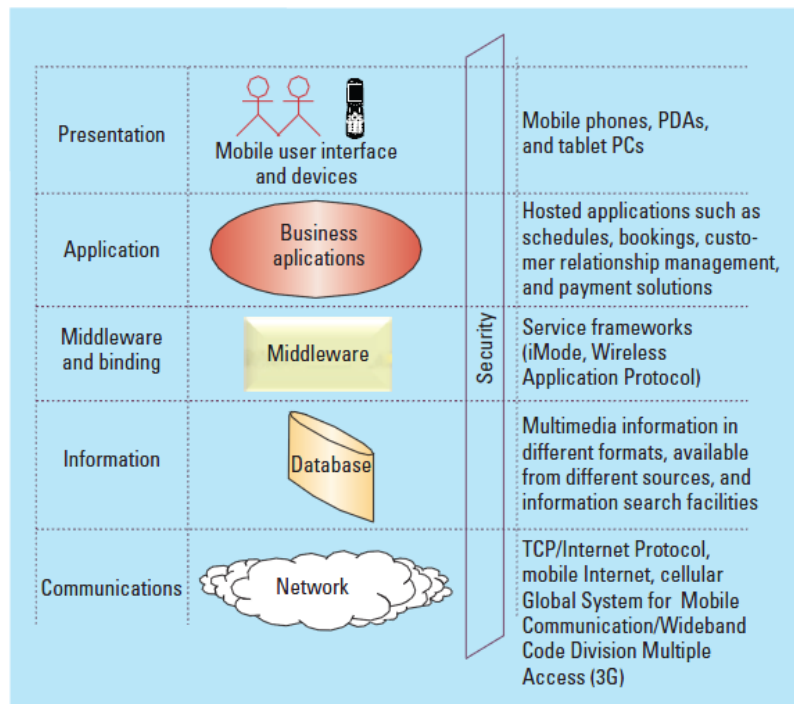 Presentation
Mobile user interface
and devices
Mobile phones, PDAs,
and tablet PCs
Application
Business
aplications
Hosted applications such as
schedules, bookings, custo-
mer relationship management,
and payment solutions
Middleware
and binding
Middleware
Security
Service frameworks
(iMode, Wireless
Application Protocol)
Information
Database
Multimedia information in
different formats, available
from different sources, and
information search facilities
Communications
Network
TCP/Internet Protocol,
mobile Internet, cellular
Global System for Mobile
Communication/Wideband
Code Division Multiple
Access (3G)